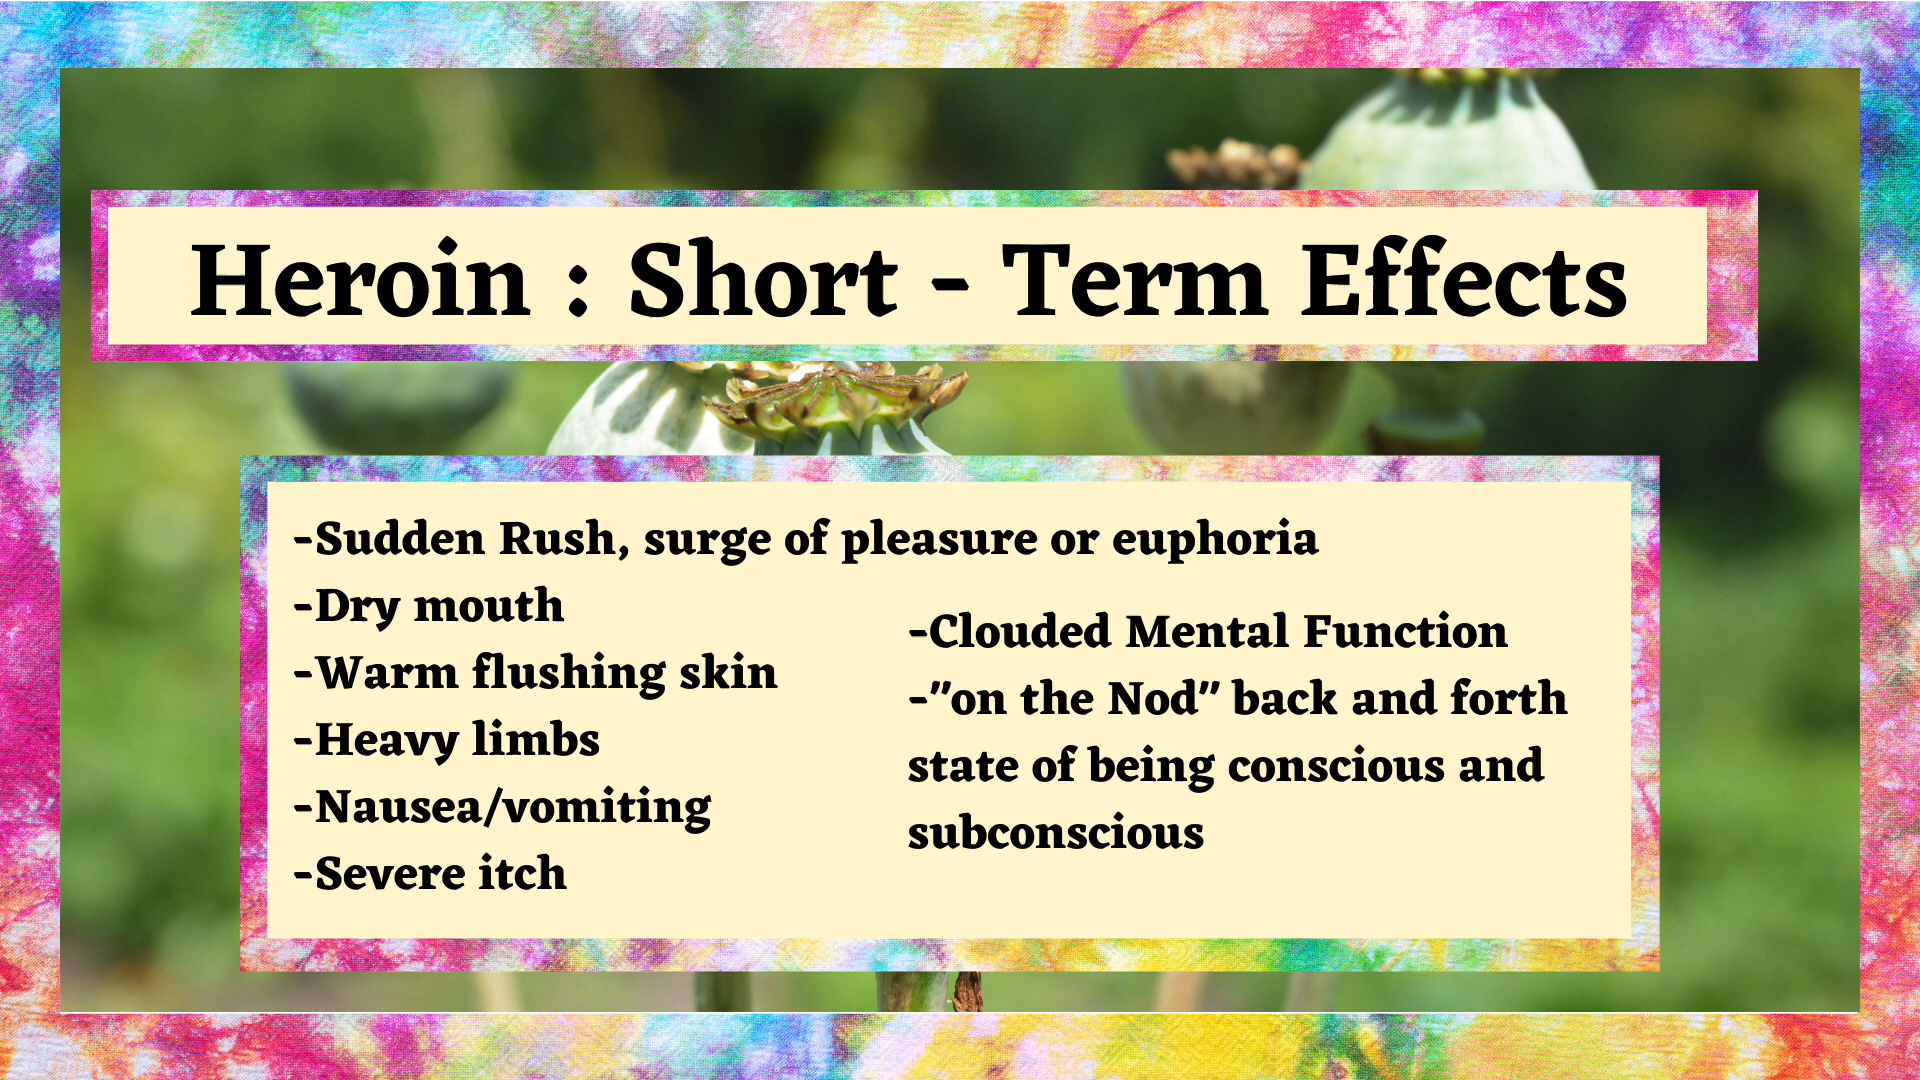 Heroin : Short - Term Effects
-Sudden Rush, surge of pleasure or euphoria
-Dry mouth
-Warm flushing skin
-Heavy limbs
-Nausea/vomiting
-Severe itch
-Clouded Mental Function
-"on the Nod" back and forth
state of being conscious and
subconscious